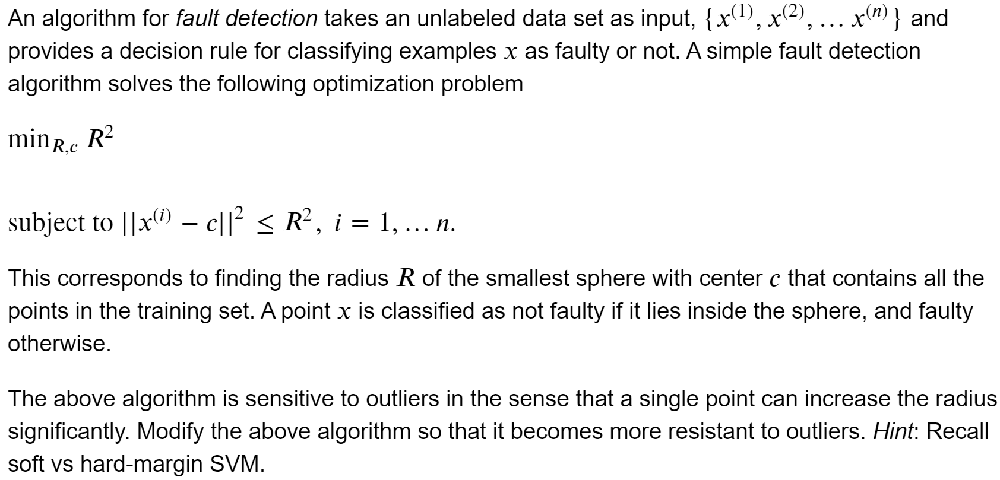 An algorithm for fault detection takes an unlabeled data set as input, {x^(1), x^(2), … x^(n)} and
provides a decision rule for classifying examples x as faulty or not. A simple fault detection
algorithm solves the following optimization problem
min_{R,c} R^2
subject to ||x^(i) − c||^2 ≤ R^2, i = 1, … n.
This corresponds to finding the radius R of the smallest sphere with center c that contains all the
points in the training set. A point x is classified as not faulty if it lies inside the sphere, and faulty
otherwise.
The above algorithm is sensitive to outliers in the sense that a single point can increase the radius
significantly. Modify the above algorithm so that it becomes more resistant to outliers. Hint: Recall
soft vs hard-margin SVM.